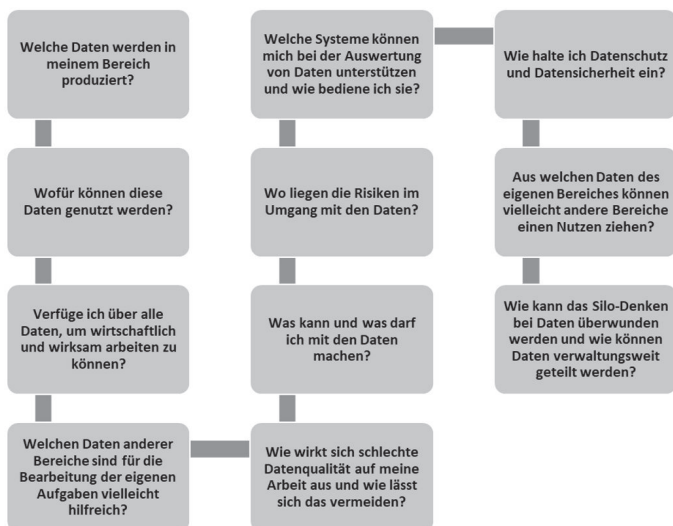 Welche Daten werden in
meinem Bereich
produziert?
Wofür können diese
Daten genutzt werden?
Verfüge ich über alle
Daten, um wirtschaftlich
und wirksam arbeiten zu
können?
Welchen Daten anderer
Bereiche sind für die
Bearbeitung der eigenen
Aufgaben vielleicht
hilfreich?
Wie wirkt sich schlechte
Datenqualität auf meine
Arbeit aus und wie lässt
sich das vermeiden?
Was kann und was darf
ich mit den Daten
machen?
Wo liegen die Risiken im
Umgang mit den Daten?
Welche Systeme können
mich bei der Auswertung
von Daten unterstützen
und wie bediene ich sie?
Wie halte ich Datenschutz
und Datensicherheit ein?
Aus welchen Daten des
eigenen Bereiches können
vielleicht andere Bereiche
einen Nutzen ziehen?
Wie kann das Silo-Denken
bei Daten überwunden
werden und wie können
Daten verwaltungsweit
geteilt werden?